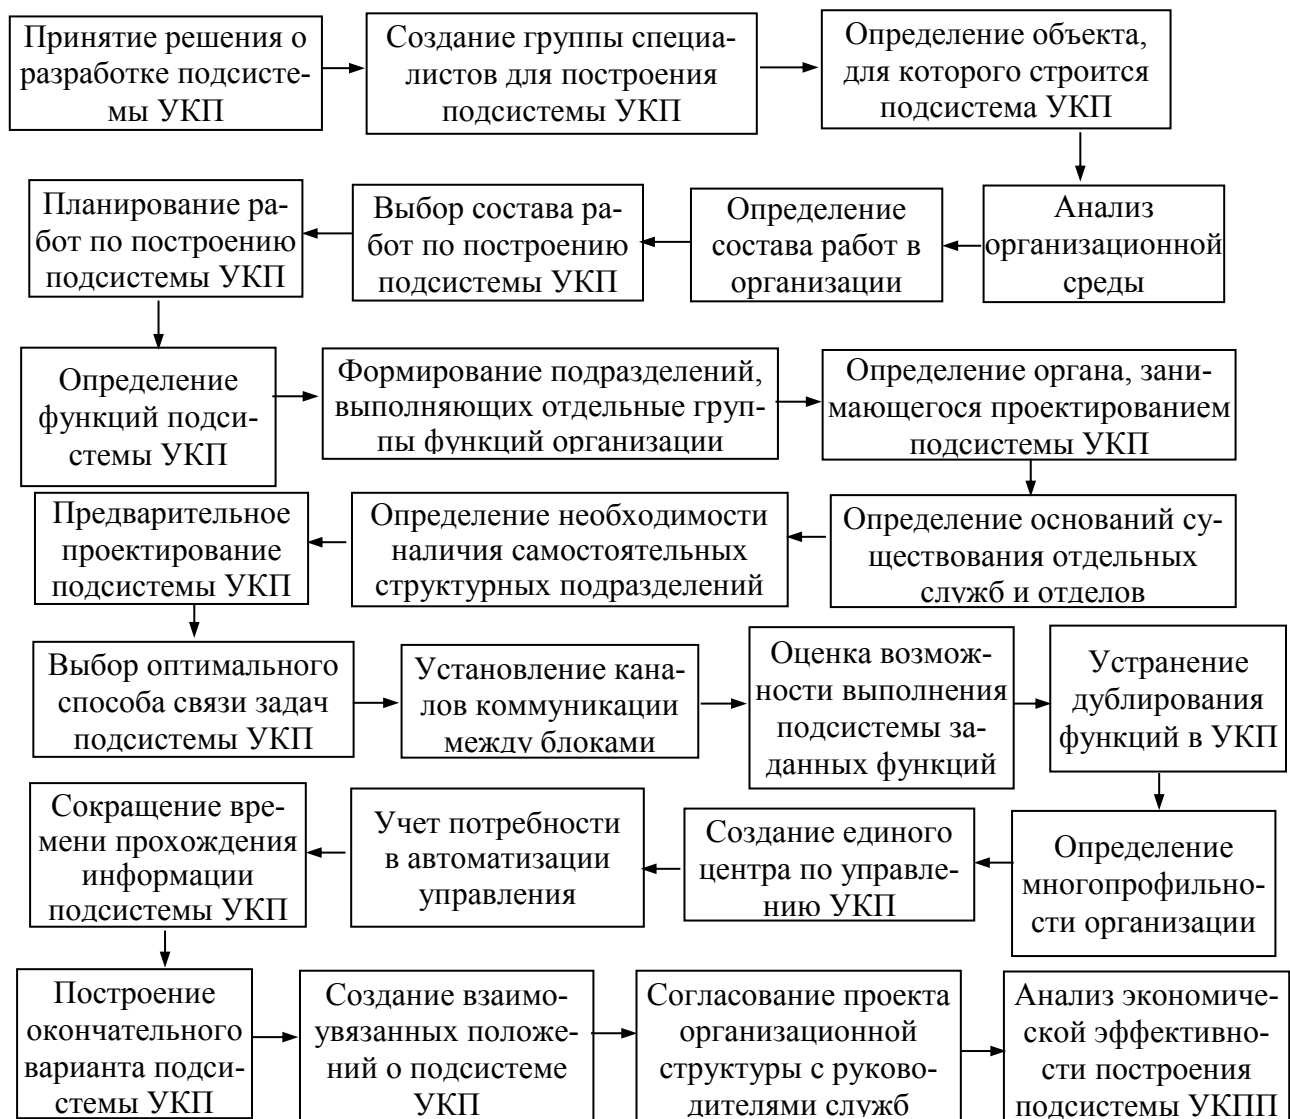 Принятие решения о
разработке подсисте-
мы УКП
Создание группы специа-
листов для построения
подсистемы УКП
Определение объекта,
для которого строится
подсистема УКП
Анализ
организационной
среды
Определение
состава работ в
организации
Выбор состава ра-
бот по построению
подсистемы УКП
Планирование ра-
бот по построению
подсистемы УКП
Определение
функций подси-
стемы УКП
Формирование подразделений,
выполняющих отдельные груп-
пы функций организации
Определение органа, зани-
мающегося проектированием
подсистемы УКП
Определение оснований су-
ществования отдельных
служб и отделов
Определение необходимости
наличия самостоятельных
структурных подразделений
Предварительное
проектирование
подсистемы УКП
Выбор оптимального
способа связи задач
подсистемы УКП
Установление кана-
лов коммуникации
между блоками
Оценка возмож-
ности выполнения
подсистемы за-
данных функций
Устранение
дублирования
функций в УКП
Определение
многопрофильно-
сти организации
Создание единого
центра по управле-
нию УКП
Учет потребности
в автоматизации
управления
Сокращение вре-
мени прохождения
информации
подсистемы УКП
Построение
окончательного
варианта подси-
стемы УКП
Создание взаимо-
увязанных положе-
ний о подсистеме
УКП
Согласование проекта
организационной
структуры с руково-
дителями служб
Анализ экономиче-
ской эффективно-
сти построения
подсистемы УКПП